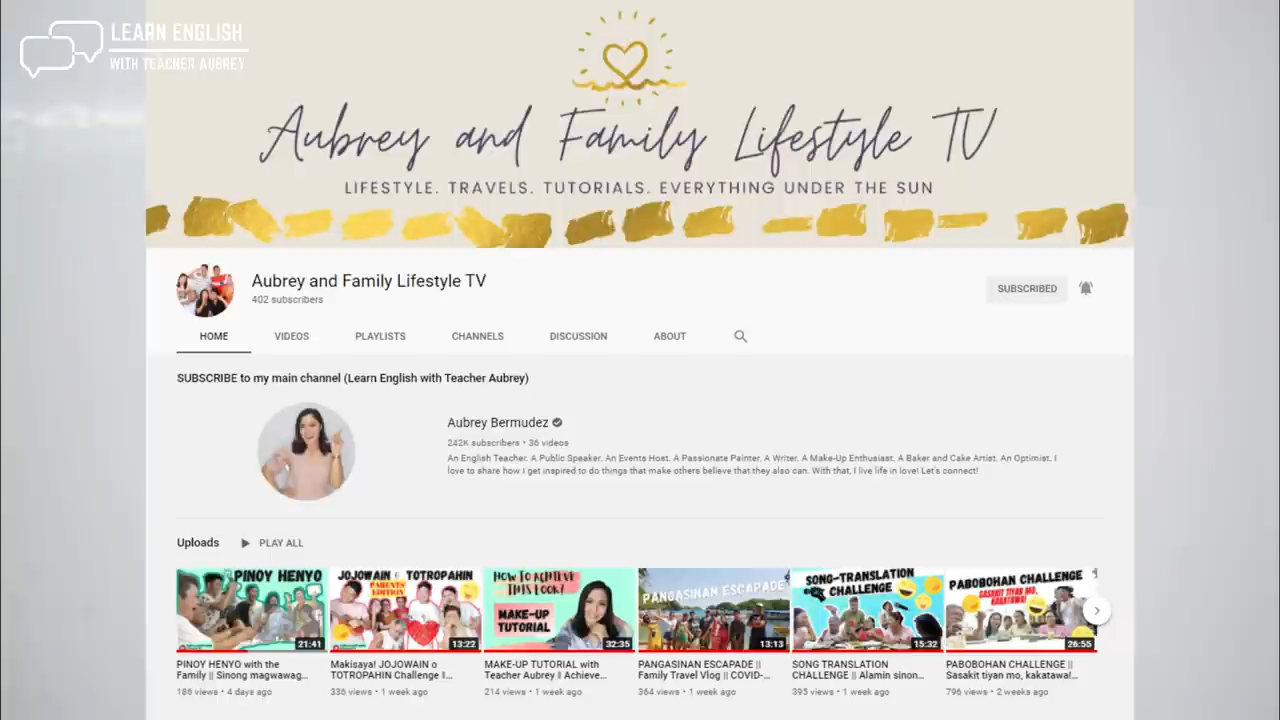 LEARN ENGLISH
WITH TEACHER AUBREY
Aubrey and Family Lifestyle TV
LIFESTYLE. TRAVELS. TUTORIALS. EVERYTHING UNDER THE SUN
Aubrey and Family Lifestyle TV
402 subscribers
SUBSCRIBED
HOME VIDEOS PLAYLISTS CHANNELS DISCUSSION ABOUT
SUBSCRIBE to my main channel (Learn English with Teacher Aubrey)
Aubrey Bermudez
242K subscribers • 36 videos
An English Teacher. A Public Speaker. An Events Host. A Passionate Painter. A Writer. A Make-Up Enthusiast. A Baker and Cake Artist. An Optimist. I
love to share how I get inspired to do things that make others believe that they also can. With that, I live life in love! Let's connect!
Uploads PLAY ALL
PINOY HENYO
21:41
PINOY HENYO with the
Family || Sinong magwawag...
186 views • 4 days ago
JOJOWAIN o TOTROPAHIN
PARENTS
EDITION
13:22
Makisaya! JOJOWAIN o
TOTROPAHIN Challenge ||...
336 views • 1 week ago
HOW TO ACHIEVE
THIS LOOK?
MAKE-UP
TUTORIAL
32:35
MAKE-UP TUTORIAL with
Teacher Aubrey || Achieve...
214 views • 1 week ago
PANGASINAN ESCAPADE
13:13
PANGASINAN ESCAPADE ||
Family Travel Vlog || COVID-...
364 views • 1 week ago
SONG-TRANSLATION
CHALLENGE
15:32
SONG TRANSLATION
CHALLENGE || Alamin sinon...
395 views • 1 week ago
PABOBOHAN CHALLENGE
SASAKIT TIYAN MO,
KAKATAWA!
26:55
PABOBOHAN CHALLENGE ||
Sasakit tiyan mo, kakatawa!...
796 views • 2 weeks ago